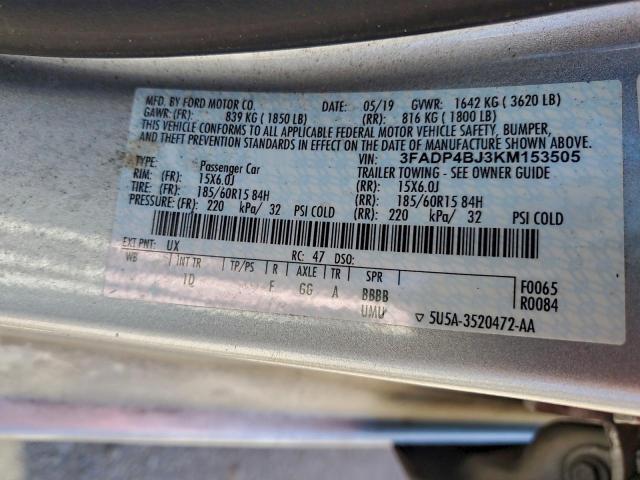 MFD. BY FORD MOTOR CO. DATE: 05/19 GVWR: 1642 KG ( 3620 LB)
GAWR: (FR): 839 KG ( 1850 LB) (RR): 816 KG ( 1800 LB)
THIS VEHICLE CONFORMS TO ALL APPLICABLE FEDERAL MOTOR VEHICLE SAFETY, BUMPER,
AND THEFT PREVENTION STANDARDS IN EFFECT ON THE DATE OF MANUFACTURE SHOWN ABOVE.
VIN: 3FADP4BJ3KM153505
TYPE: Passenger Car TRAILER TOWING - SEE OWNER GUIDE
RIM: (FR): 15X6.0J (RR): 15X6.0J
TIRE: (FR): 185/60R15 84H (RR): 185/60R15 84H
PRESSURE: (FR): 220 kPa/ 32 PSI COLD (RR): 220 kPa/ 32 PSI COLD
EXT PNT: UX RC: 47 DSO:
WB INT TR TP/PS R AXLE TR SPR F0065
1D F GG A BBBB R0084
UMU ▽ 5U5A-3520472-AA